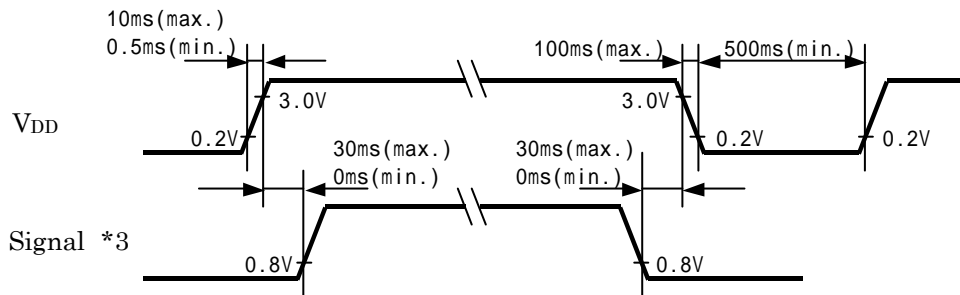 10ms(max.)
0.5ms(min.)
100ms(max.)
500ms(min.)
VDD
3.0V
3.0V
0.2V
0.2V
0.2V
30ms(max.)
0ms(min.)
30ms(max.)
0ms(min.)
Signal *3
0.8V
0.8V